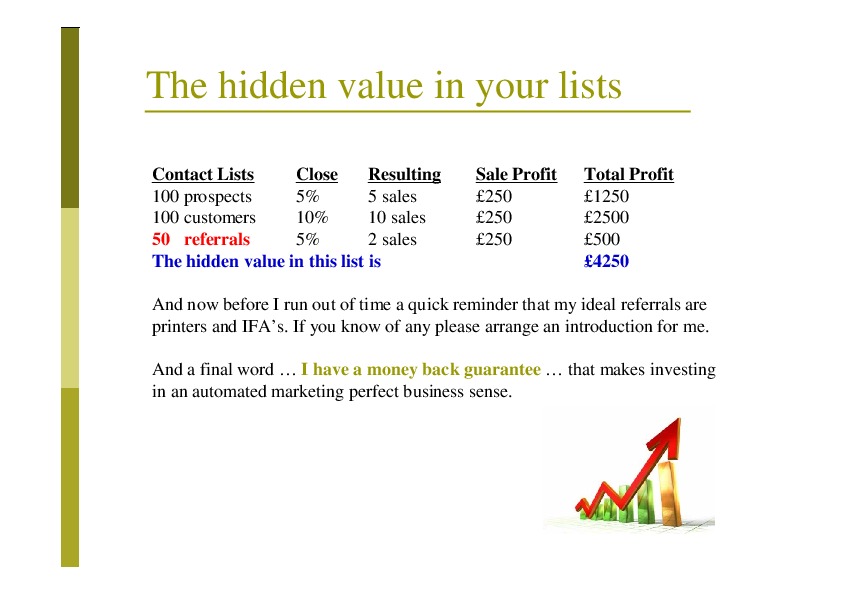 The hidden value in your lists
Contact Lists Close Resulting Sale Profit Total Profit
100 prospects 5% 5 sales £250 £1250
100 customers 10% 10 sales £250 £2500
50 referrals 5% 2 sales £250 £500
The hidden value in this list is £4250
And now before I run out of time a quick reminder that my ideal referrals are
printers and IFA's. If you know of any please arrange an introduction for me.
And a final word … I have a money back guarantee … that makes investing
in an automated marketing perfect business sense.